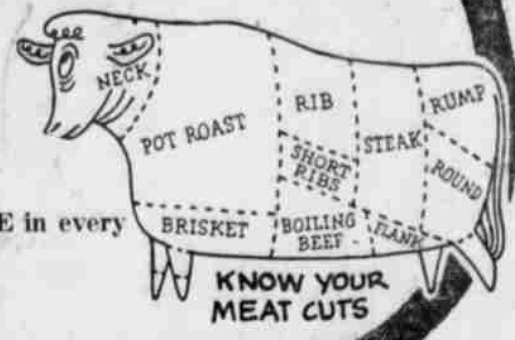 NECK
POT ROAST
RIB
SHORT
RIBS
STEAK
RUMP
ROUND
E in every
BRISKET
BOILING
BEEF
FLANK
KNOW YOUR
MEAT CUTS